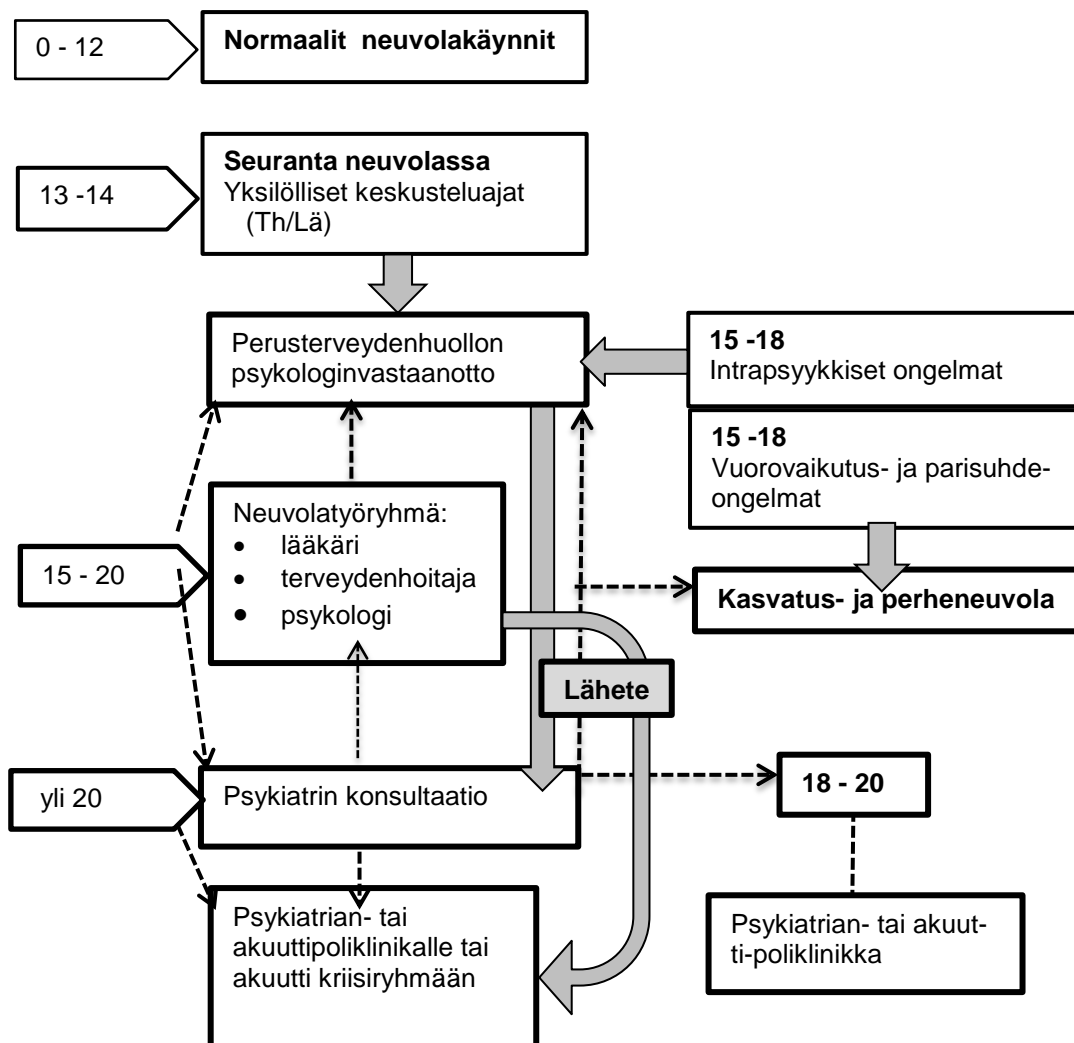 0 - 12
Normaalit neuvolakäynnit
13 -14
Seuranta neuvolassa
Yksilölliset keskusteluajat
(Th/Lä)
Perusterveydenhuollon
psykologinvastaanotto
15 -18
Intrapsyykkiset ongelmat
15 -18
Vuorovaikutus- ja parisuhde-
ongelmat
15 - 20
Neuvolatyöryhmä:
• lääkäri
• terveydenhoitaja
• psykologi
Kasvatus- ja perheneuvola
Lähete
yli 20
Psykiatrin konsultaatio
18 - 20
Psykiatrian- tai
akuuttipoliklinikalle tai
akuutti kriisiryhmään
Psykiatrian- tai akuut-
ti-poliklinikka